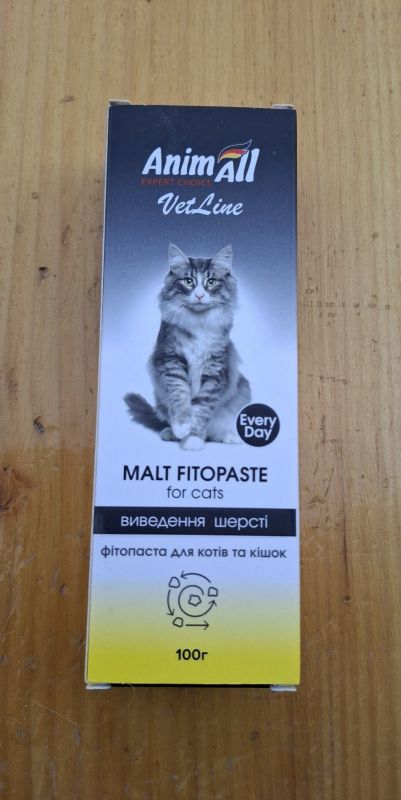 AnimAll
EXPERT CHOICE
VetLine
Every
Day
MALT FITOPASTE
for cats
виведення шерсті
фітопаста для котів та кішок
100г